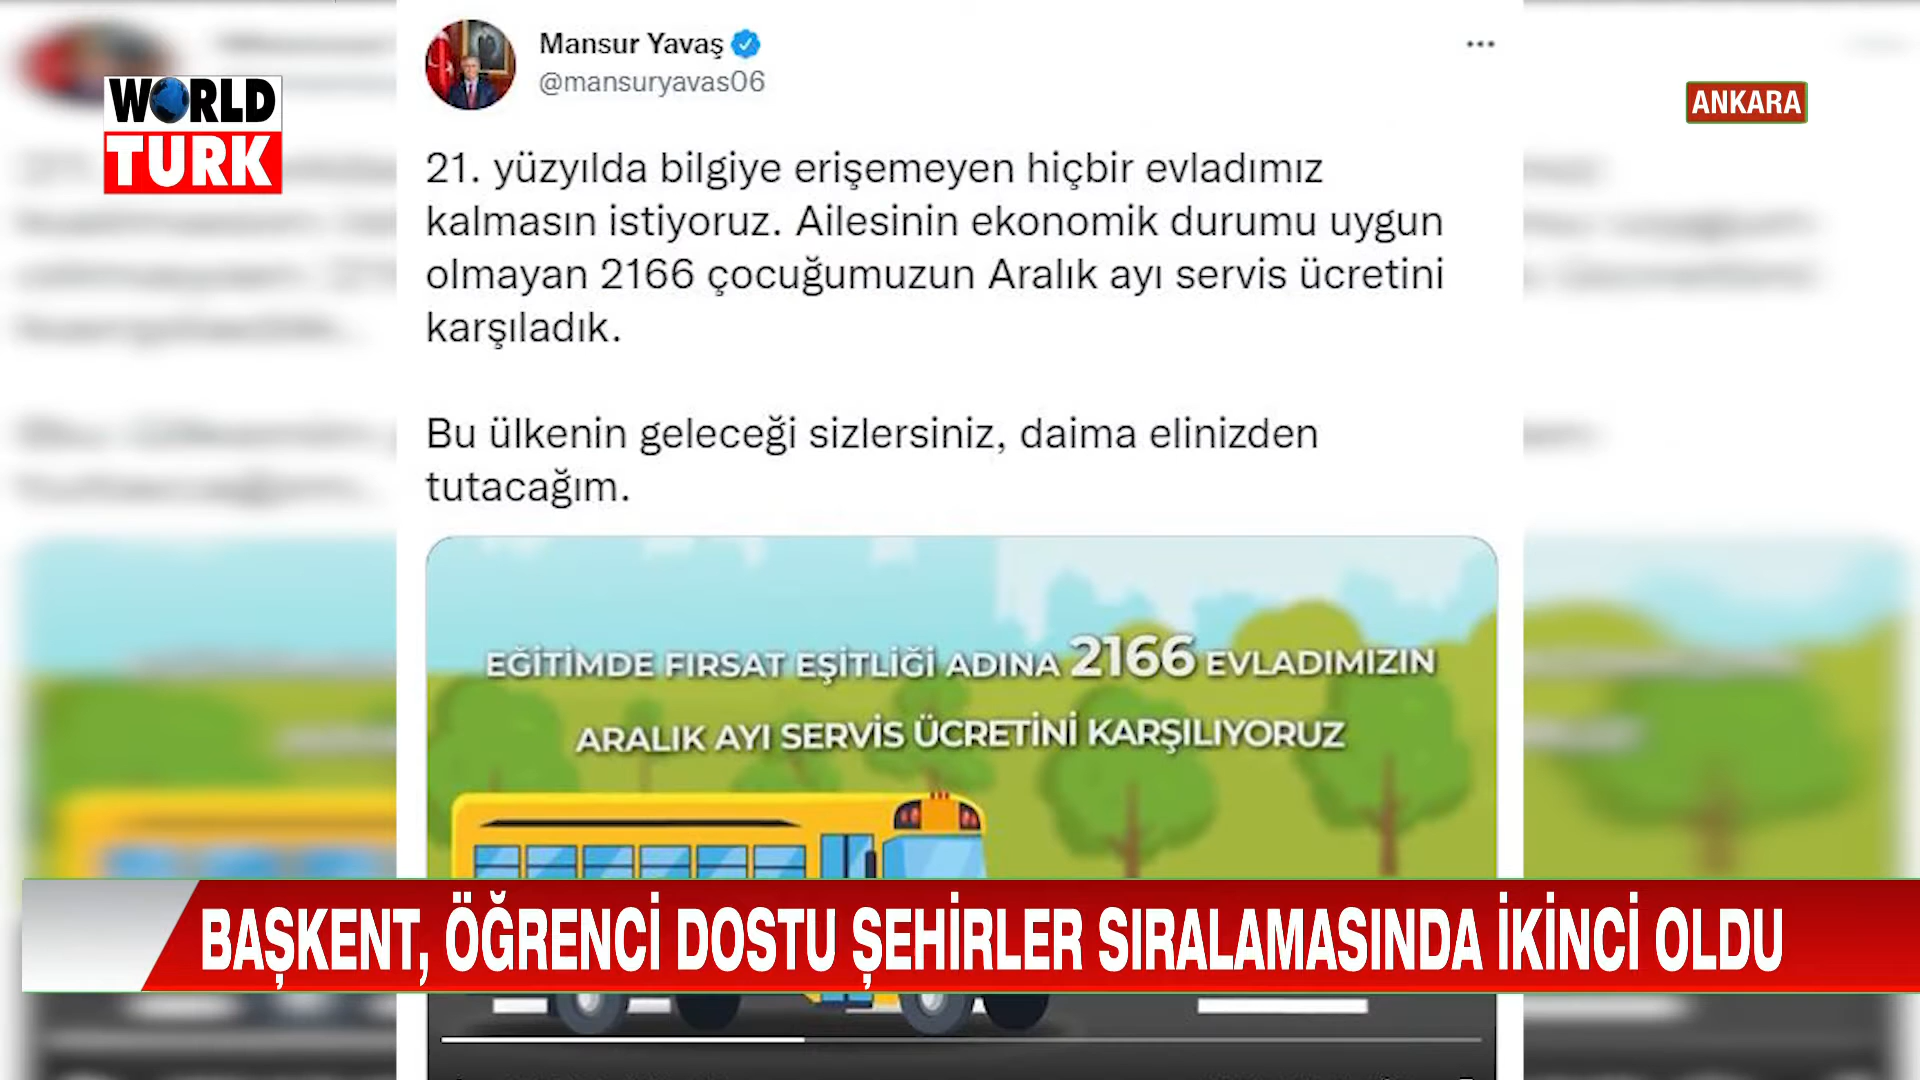 Mansur Yavaş
@mansuryavas06
WORLD
TURK
ANKARA
21. yüzyılda bilgiye erişemeyen hiçbir evladımız
kalmasın istiyoruz. Ailesinin ekonomik durumu uygun
olmayan 2166 çocuğumuzun Aralık ayı servis ücretini
karşıladık.
Bu ülkenin geleceği sizlersiniz, daima elinizden
tutacağım.
EĞİTİMDE FIRSAT EŞİTLİĞİ ADINA 2166 EVLADIMIZIN
ARALIK AYI SERVİS ÜCRETİNİ KARŞILIYORUZ
BAŞKENT, ÖĞRENCİ DOSTU ŞEHİRLER SIRALAMASINDA İKİNCİ OLDU